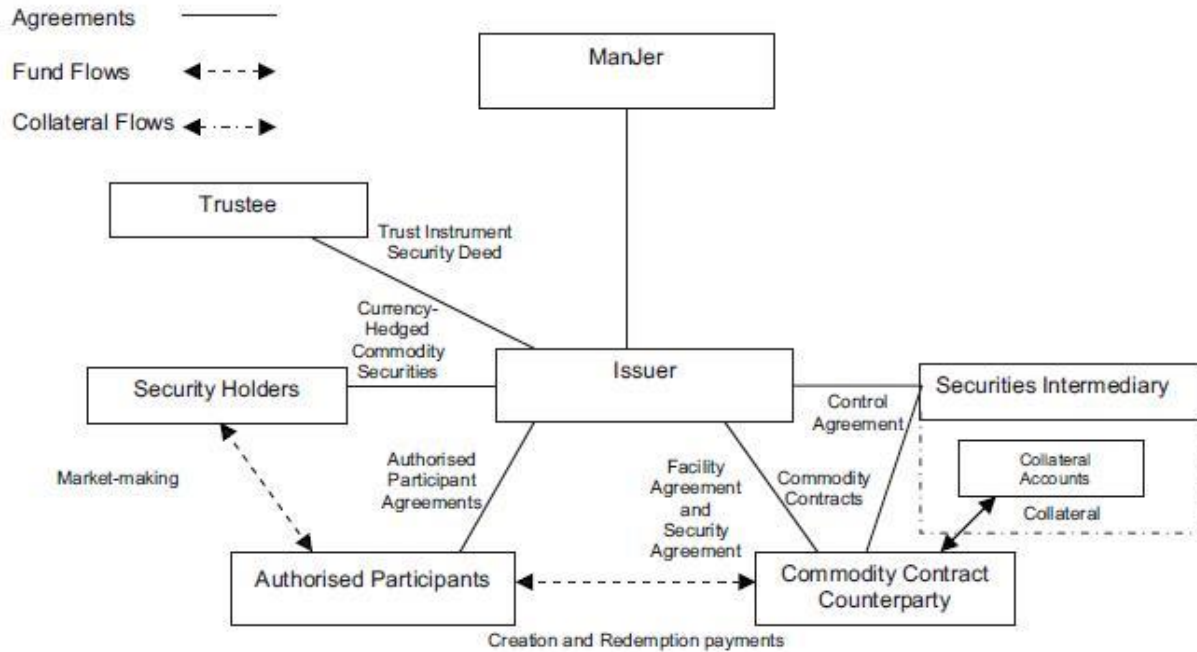 Agreements
ManJer
Fund Flows
Collateral Flows
Trustee
Trust Instrument
Security Deed
Currency-
Hedged
Commodity
Securities
Issuer
Security Holders
Securities Intermediary
Control
Agreement
Market-making
Authorised
Participant
Agreements
Facility
Agreement
and
Security
Agreement
Commodity
Contracts
Collateral
Accounts
Collateral
Authorised Participants
Commodity Contract
Counterparty
Creation and Redemption payments